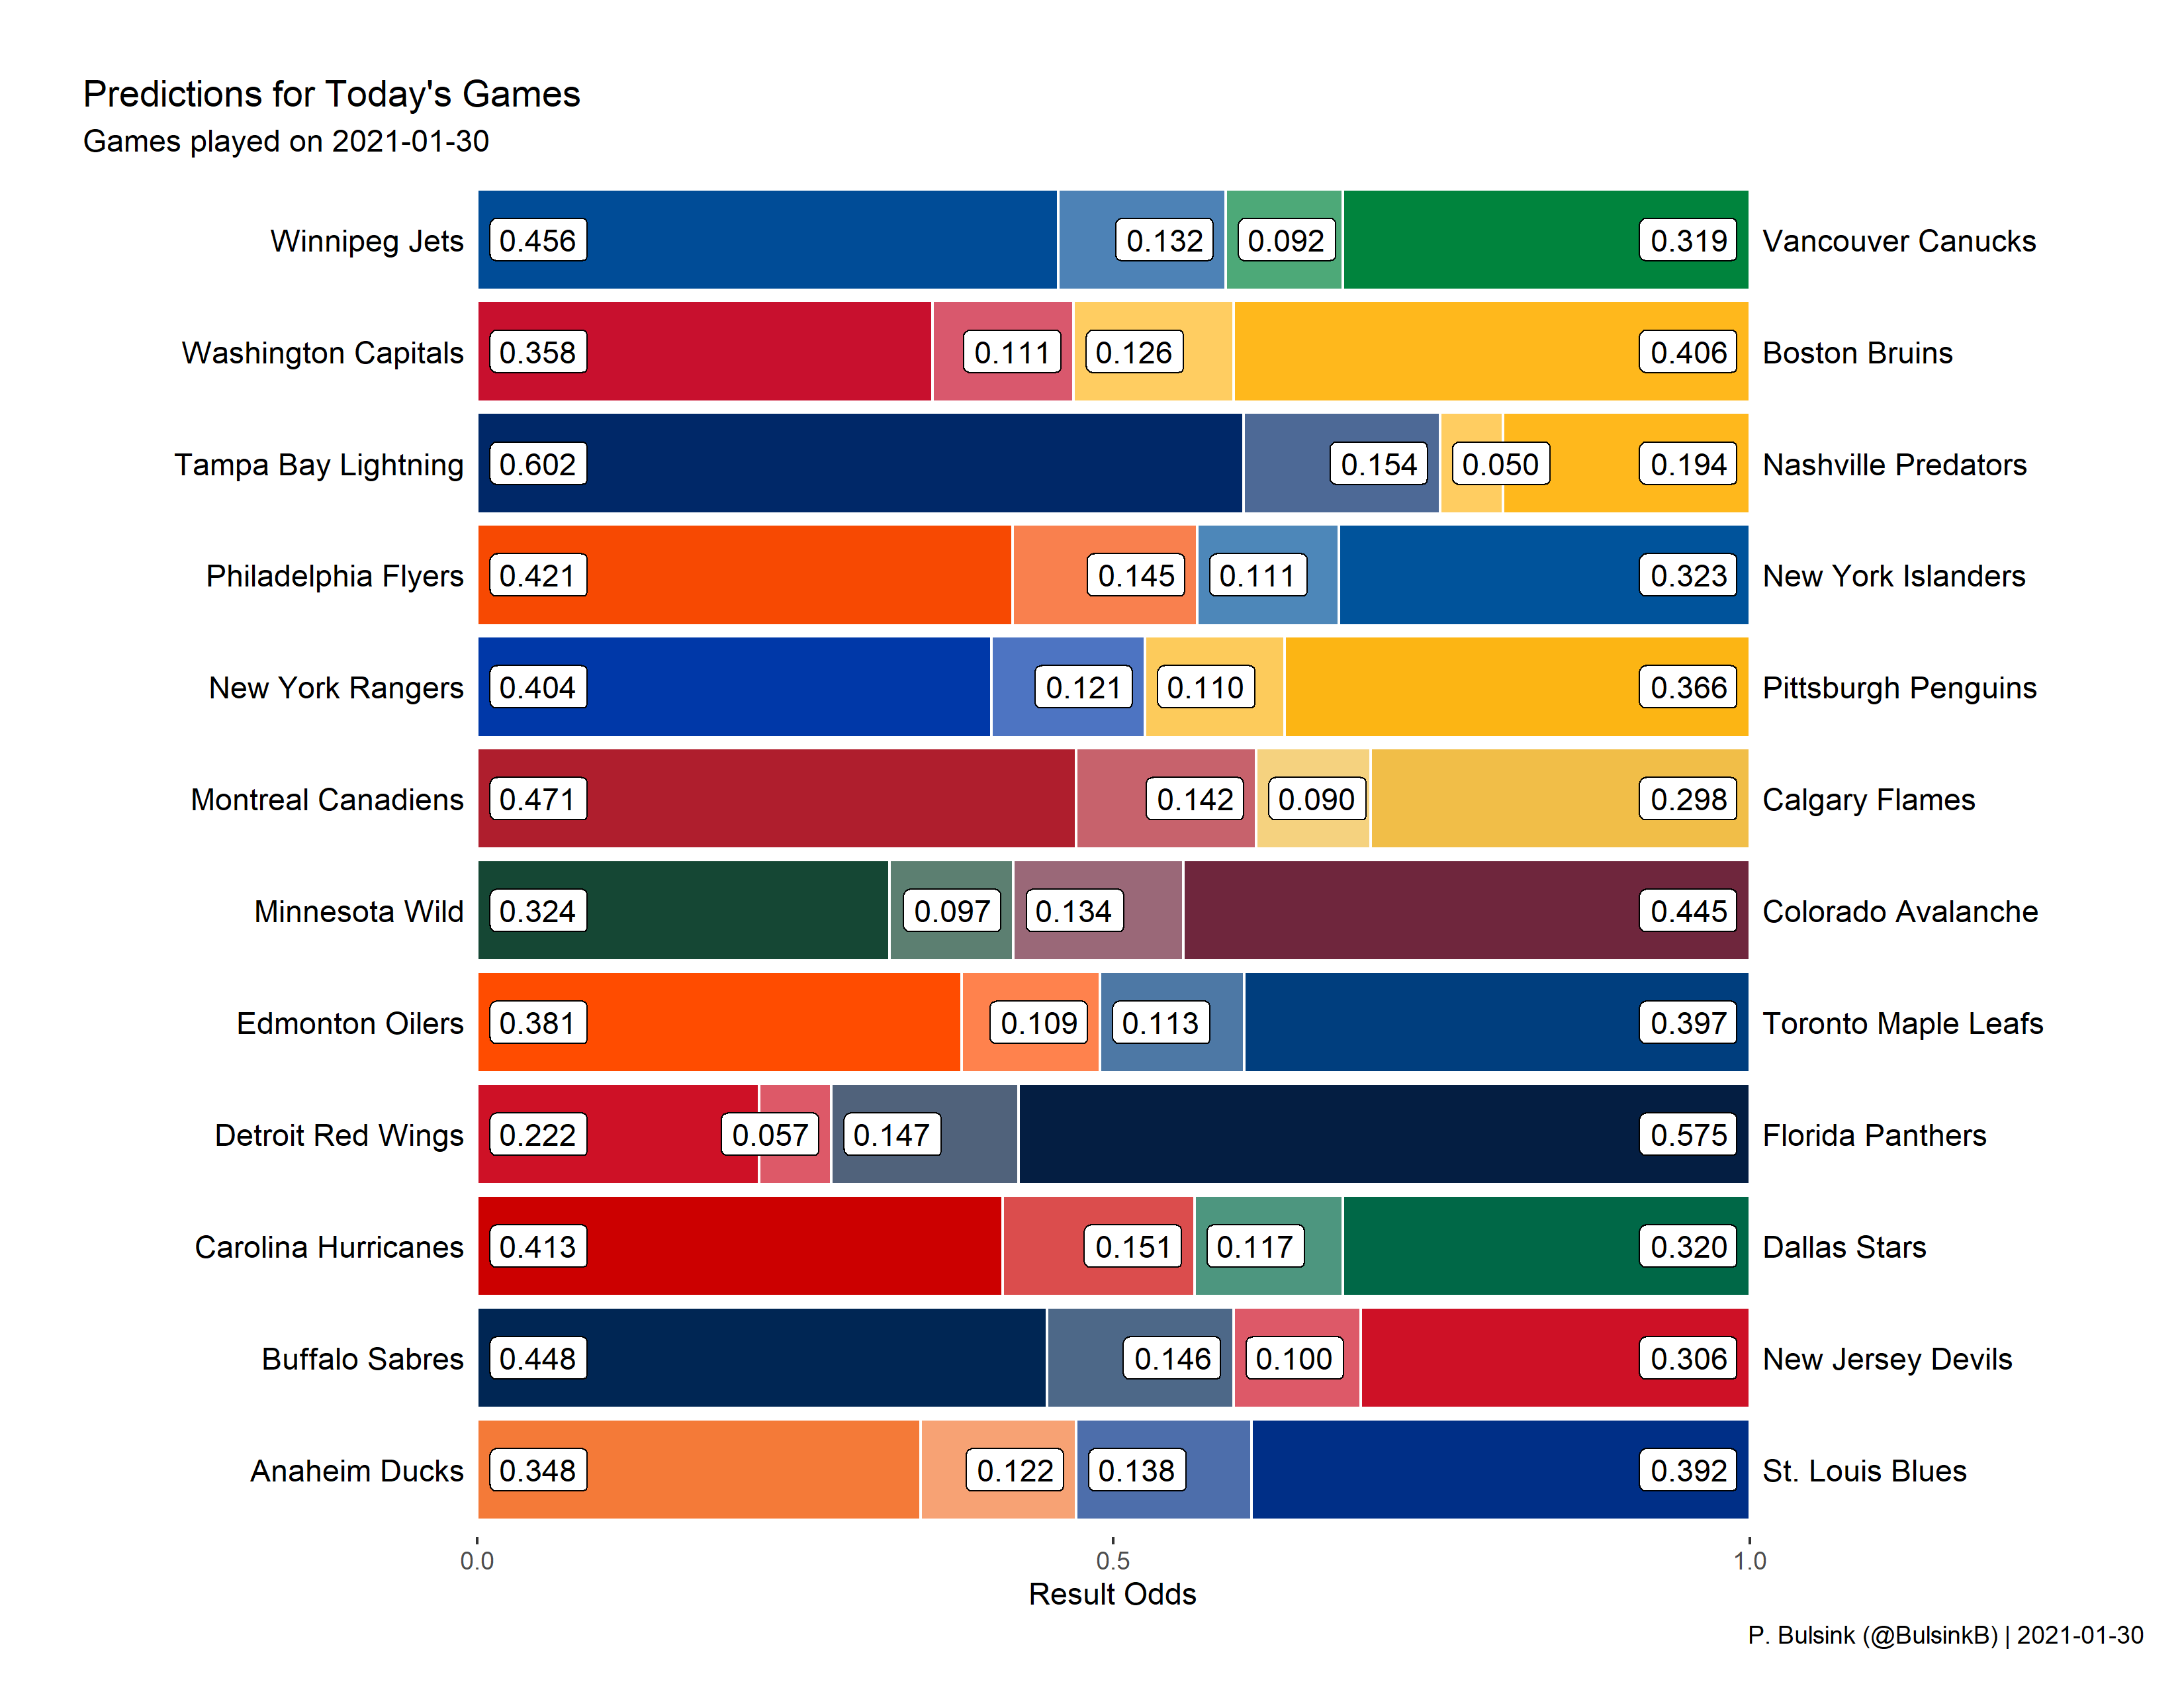 Predictions for Today's Games
Games played on 2021-01-30
Winnipeg Jets 0.456 0.132 0.092 0.319 Vancouver Canucks
Washington Capitals 0.358 0.111 0.126 0.406 Boston Bruins
Tampa Bay Lightning 0.602 0.154 0.050 0.194 Nashville Predators
Philadelphia Flyers 0.421 0.145 0.111 0.323 New York Islanders
New York Rangers 0.404 0.121 0.110 0.366 Pittsburgh Penguins
Montreal Canadiens 0.471 0.142 0.090 0.298 Calgary Flames
Minnesota Wild 0.324 0.097 0.134 0.445 Colorado Avalanche
Edmonton Oilers 0.381 0.109 0.113 0.397 Toronto Maple Leafs
Detroit Red Wings 0.222 0.057 0.147 0.575 Florida Panthers
Carolina Hurricanes 0.413 0.151 0.117 0.320 Dallas Stars
Buffalo Sabres 0.448 0.146 0.100 0.306 New Jersey Devils
Anaheim Ducks 0.348 0.122 0.138 0.392 St. Louis Blues
0.0 0.5 1.0
Result Odds
P. Bulsink (@BulsinkB) | 2021-01-30